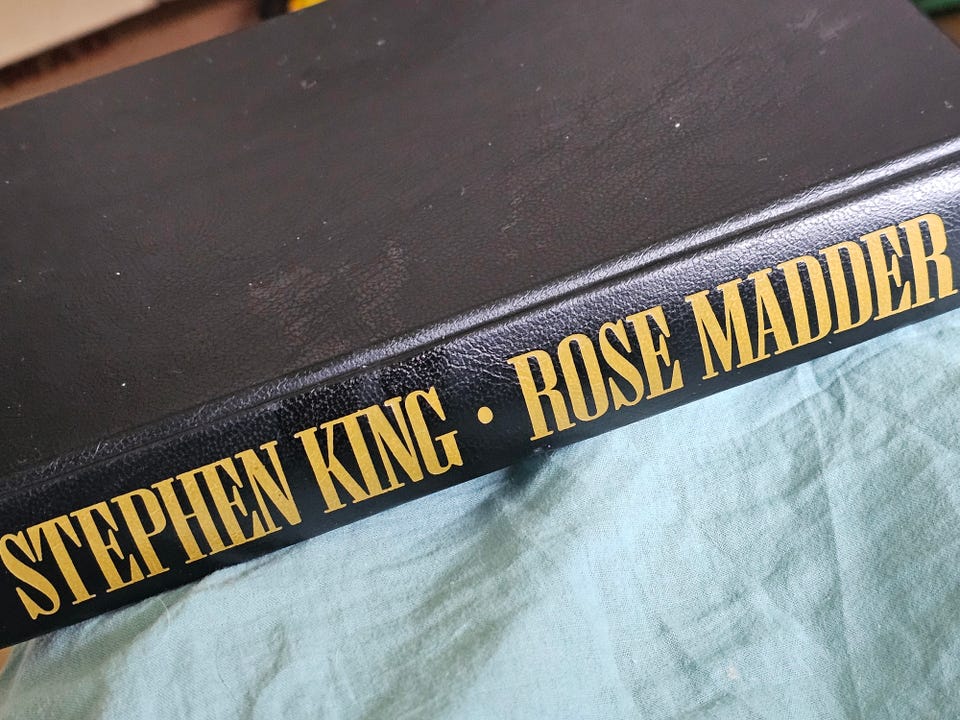 STEPHEN KING • ROSE MADDER